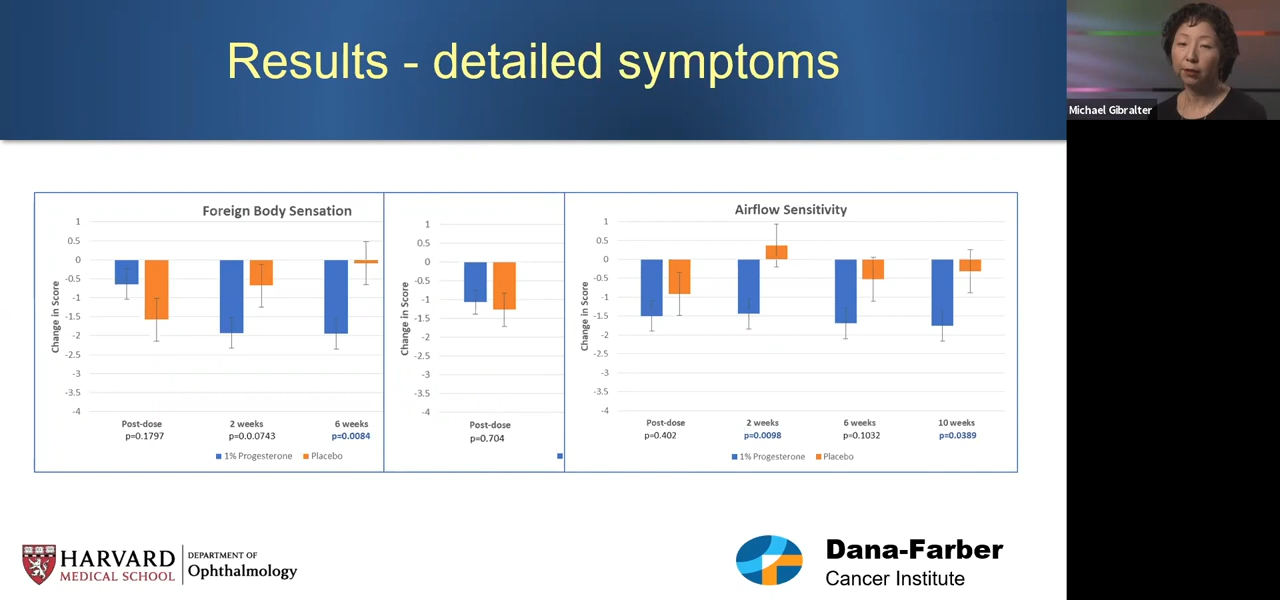 Results - detailed symptoms
Michael Gibralter
Foreign Body Sensation
1
0.5
0
-0.5
-1
-1.5
-2
-2.5
-3
-3.5
-4
Change in Score
Post-dose 2 weeks 6 weeks
p=0.1797 p=0.0.0743 p=0.0084
1% Progesterone Placebo
1
0.5
0
-0.5
-1
-1.5
-2
-2.5
-3
-3.5
-4
Change in Score
Post-dose
p=0.704
Airflow Sensitivity
1
0.5
0
-0.5
-1
-1.5
-2
-2.5
-3
-3.5
-4
Change in Score
Post-dose 2 weeks 6 weeks 10 weeks
p=0.402 p=0.0098 p=0.1032 p=0.0389
1% Progesterone Placebo
HARVARD
MEDICAL SCHOOL
DEPARTMENT OF
Ophthalmology
Dana-Farber
Cancer Institute